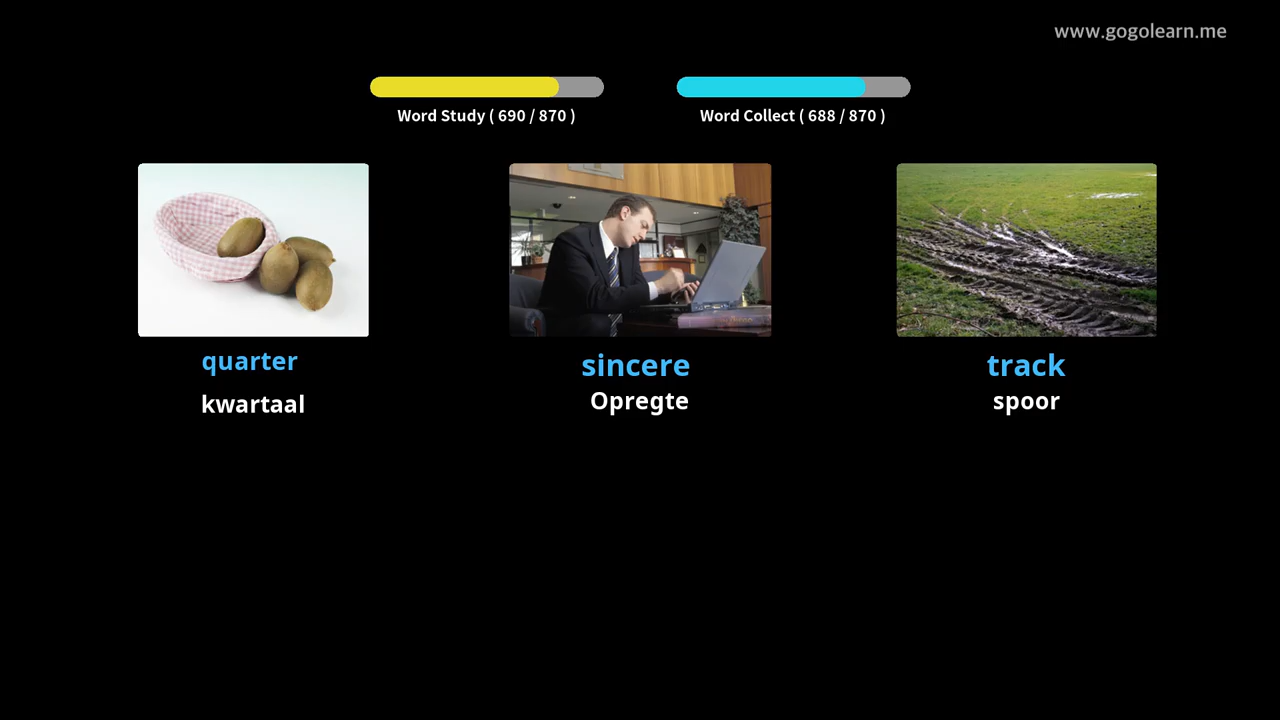 www.gogolearn.me
Word Study ( 690 / 870 )
Word Collect ( 688 / 870 )
quarter
kwartaal
sincere
Opregte
track
spoor